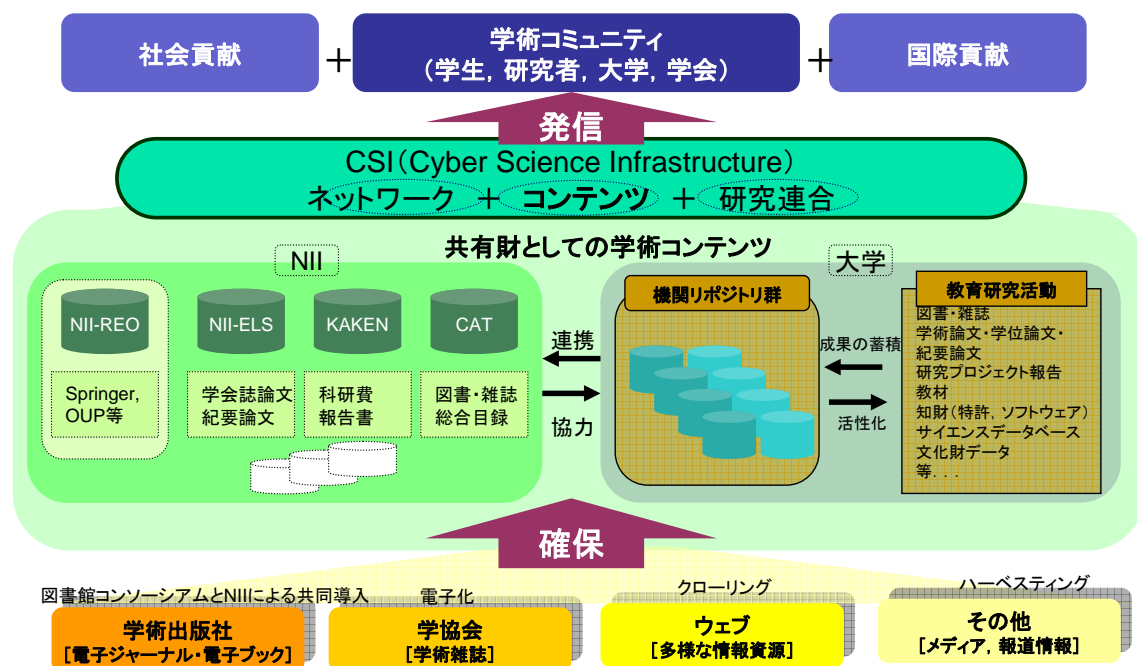 社会貢献
+
学術コミュニティ
(学生, 研究者, 大学, 学会)
+
国際貢献
発信
CSI(Cyber Science Infrastructure)
ネットワーク + コンテンツ + 研究連合
共有財としての学術コンテンツ
NII
NII-REO
NII-ELS
KAKEN
CAT
Springer,
OUP等
学会誌論文
紀要論文
科研費
報告書
図書・雑誌
総合目録
連携
協力
大学
機関リポジトリ群
成果の蓄積
活性化
教育研究活動
図書・雑誌
学術論文・学位論文・
紀要論文
研究プロジェクト報告
教材
知財(特許, ソフトウェア)
サイエンスデータベース
文化財データ
等. . .
確保
図書館コンソーシアムとNIIによる共同導入
学術出版社
[電子ジャーナル・電子ブック]
電子化
学協会
[学術雑誌]
クローリング
ウェブ
[多様な情報資源]
ハーベスティング
その他
[メディア, 報道情報]